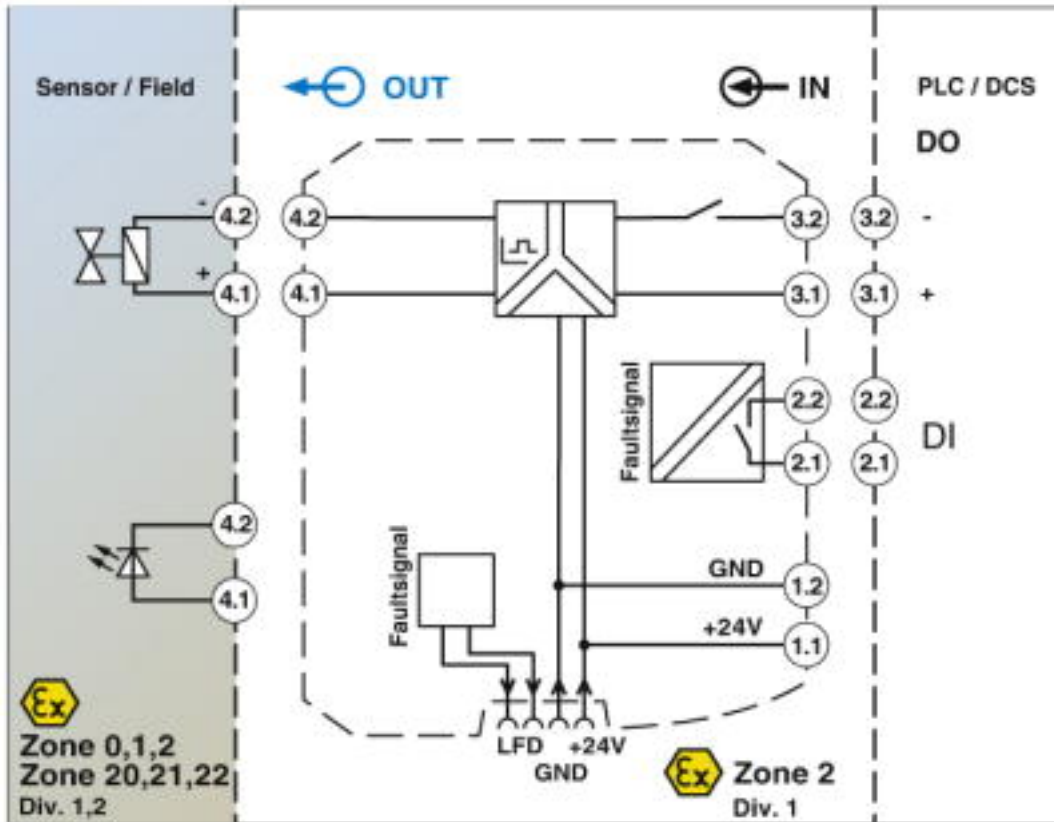 Sensor / Field
OUT
IN
PLC / DCS
DO
-
4.2
4.2
3.2
3.2
-
+
4.1
4.1
3.1
3.1
+
Faultsignal
2.2
2.2
DI
2.1
2.1
4.2
4.1
Faultsignal
GND
1.2
+24V
1.1
LFD
+24V
GND
Ex
Zone 0,1,2
Zone 20,21,22
Div. 1,2
Ex
Zone 2
Div. 1